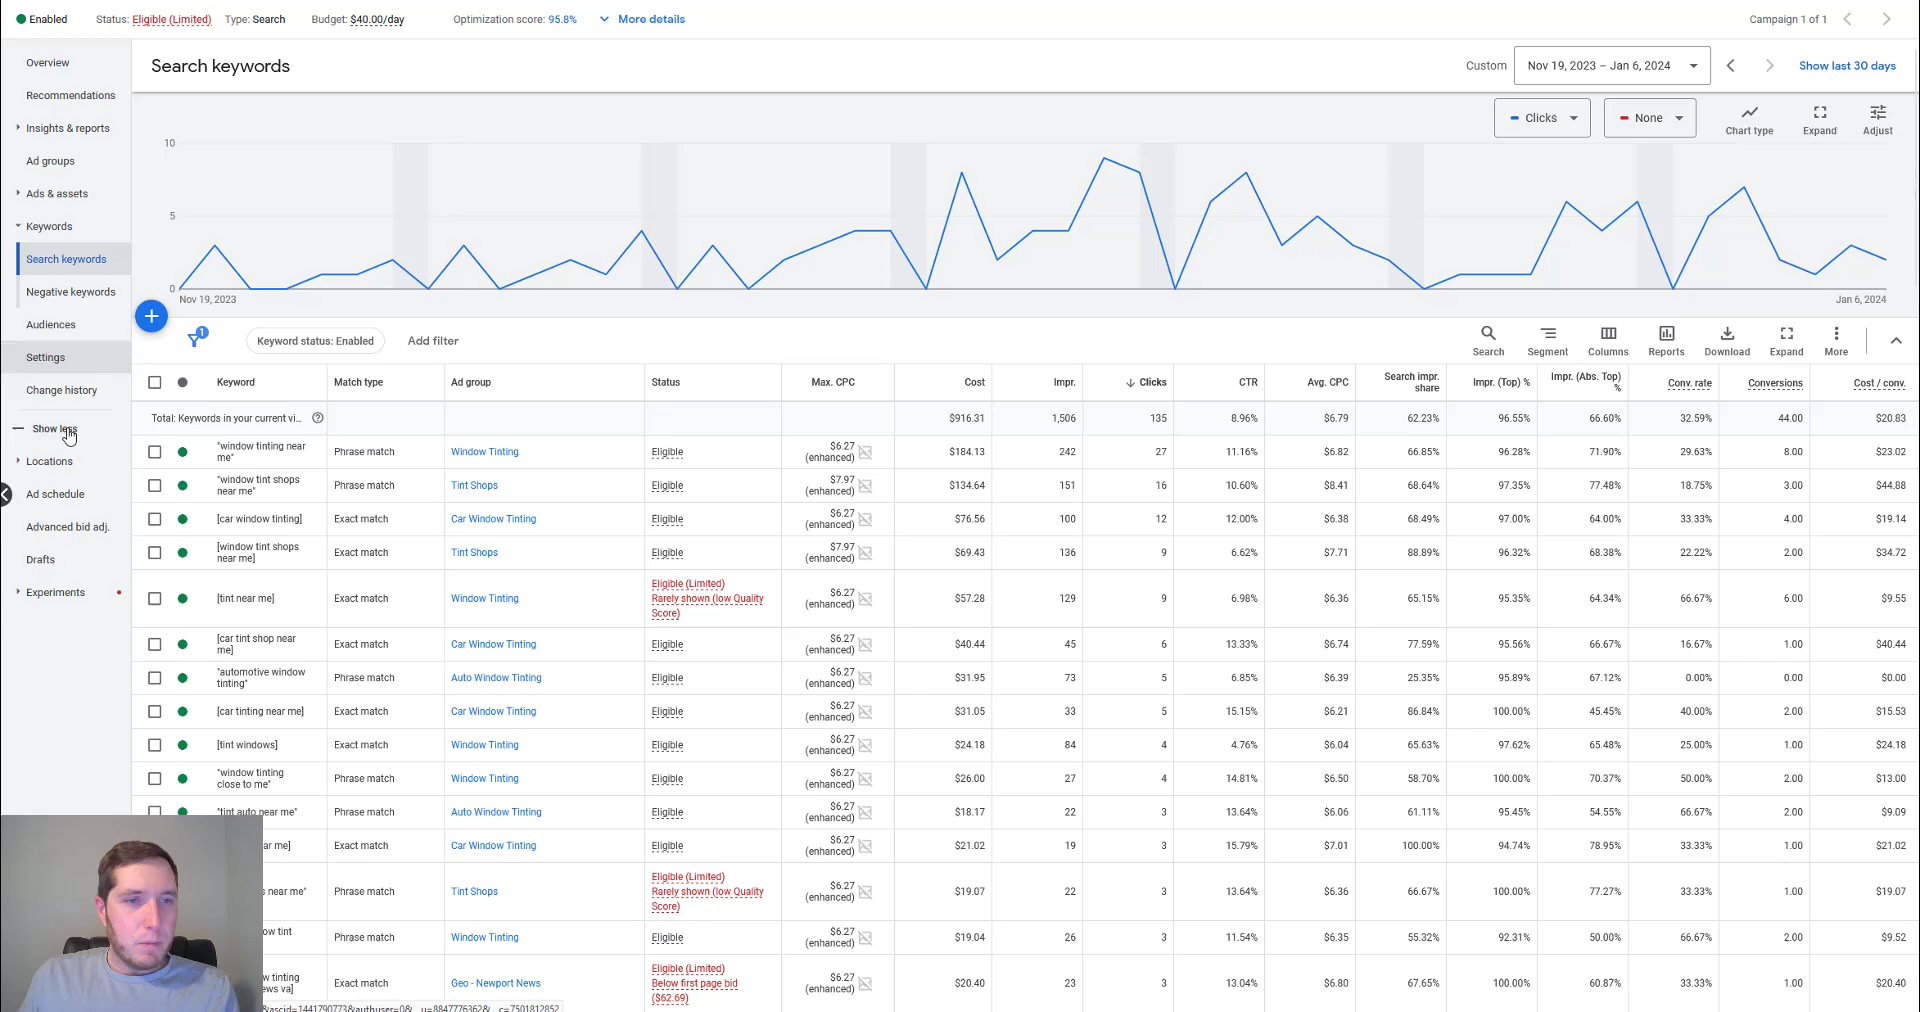 Enabled Status: Eligible (Limited) Type: Search Budget: $40.00/day Optimization score: 95.8% More details Campaign 1 of 1
Overview
Recommendations
Insights & reports
Ad groups
Ads & assets
Keywords
Search keywords
Negative keywords
Audiences
Settings
Change history
Show less
Locations
Ad schedule
Advanced bid adj.
Drafts
Experiments
Search keywords Custom Nov 19, 2023 – Jan 6, 2024 Show last 30 days
Clicks None Chart type Expand Adjust
10
5
0
Nov 19, 2023 Jan 6, 2024
1 Keyword status: Enabled Add filter Search Segment Columns Reports Download Expand More
Keyword Match type Ad group Status Max. CPC Cost Impr. Clicks CTR Avg. CPC Search impr. share Impr. (Top) % Impr. (Abs. Top) % Conv. rate Conversions Cost / conv.
Total: Keywords in your current vi... $916.31 1,506 135 8.96% $6.79 62.23% 96.55% 66.60% 32.59% 44.00 $20.83
"window tinting near me" Phrase match Window Tinting Eligible $6.27 (enhanced) $184.13 242 27 11.16% $6.82 66.85% 96.28% 71.90% 29.63% 8.00 $23.02
"window tint shops near me" Phrase match Tint Shops Eligible $7.97 (enhanced) $134.64 151 16 10.60% $8.41 68.64% 97.35% 77.48% 18.75% 3.00 $44.88
[car window tinting] Exact match Car Window Tinting Eligible $6.27 (enhanced) $76.56 100 12 12.00% $6.38 68.49% 97.00% 64.00% 33.33% 4.00 $19.14
[window tint shops near me] Exact match Tint Shops Eligible $7.97 (enhanced) $69.43 136 9 6.62% $7.71 88.89% 96.32% 68.38% 22.22% 2.00 $34.72
[tint near me] Exact match Window Tinting Eligible (Limited) Rarely shown (low Quality Score) $6.27 (enhanced) $57.28 129 9 6.98% $6.36 65.15% 95.35% 64.34% 66.67% 6.00 $9.55
[car tint shop near me] Exact match Car Window Tinting Eligible $6.27 (enhanced) $40.44 45 6 13.33% $6.74 77.59% 95.56% 66.67% 16.67% 1.00 $40.44
"automotive window tinting" Phrase match Auto Window Tinting Eligible $6.27 (enhanced) $31.95 73 5 6.85% $6.39 25.35% 95.89% 67.12% 0.00% 0.00 $0.00
[car tinting near me] Exact match Car Window Tinting Eligible $6.27 (enhanced) $31.05 33 5 15.15% $6.21 86.84% 100.00% 45.45% 40.00% 2.00 $15.53
[tint windows] Exact match Window Tinting Eligible $6.27 (enhanced) $24.18 84 4 4.76% $6.04 65.63% 97.62% 65.48% 25.00% 1.00 $24.18
"window tinting close to me" Phrase match Window Tinting Eligible $6.27 (enhanced) $26.00 27 4 14.81% $6.50 58.70% 100.00% 70.37% 50.00% 2.00 $13.00
"tint auto near me" Phrase match Auto Window Tinting Eligible $6.27 (enhanced) $18.17 22 3 13.64% $6.06 61.11% 95.45% 54.55% 66.67% 2.00 $9.09
ar me] Exact match Car Window Tinting Eligible $6.27 (enhanced) $21.02 19 3 15.79% $7.01 100.00% 94.74% 78.95% 33.33% 1.00 $21.02
s near me" Phrase match Tint Shops Eligible (Limited) Rarely shown (low Quality Score) $6.27 (enhanced) $19.07 22 3 13.64% $6.36 66.67% 100.00% 77.27% 33.33% 1.00 $19.07
ow tint Phrase match Window Tinting Eligible $6.27 (enhanced) $19.04 26 3 11.54% $6.35 55.32% 92.31% 50.00% 66.67% 2.00 $9.52
w tinting ews va] Exact match Geo - Newport News Eligible (Limited) Below first page bid ($62.69) $6.27 (enhanced) $20.40 23 3 13.04% $6.80 67.65% 100.00% 60.87% 33.33% 1.00 $20.40